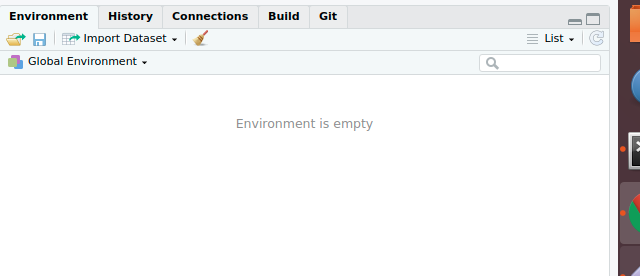 Environment History Connections Build Git
Import Dataset List
Global Environment
Environment is empty